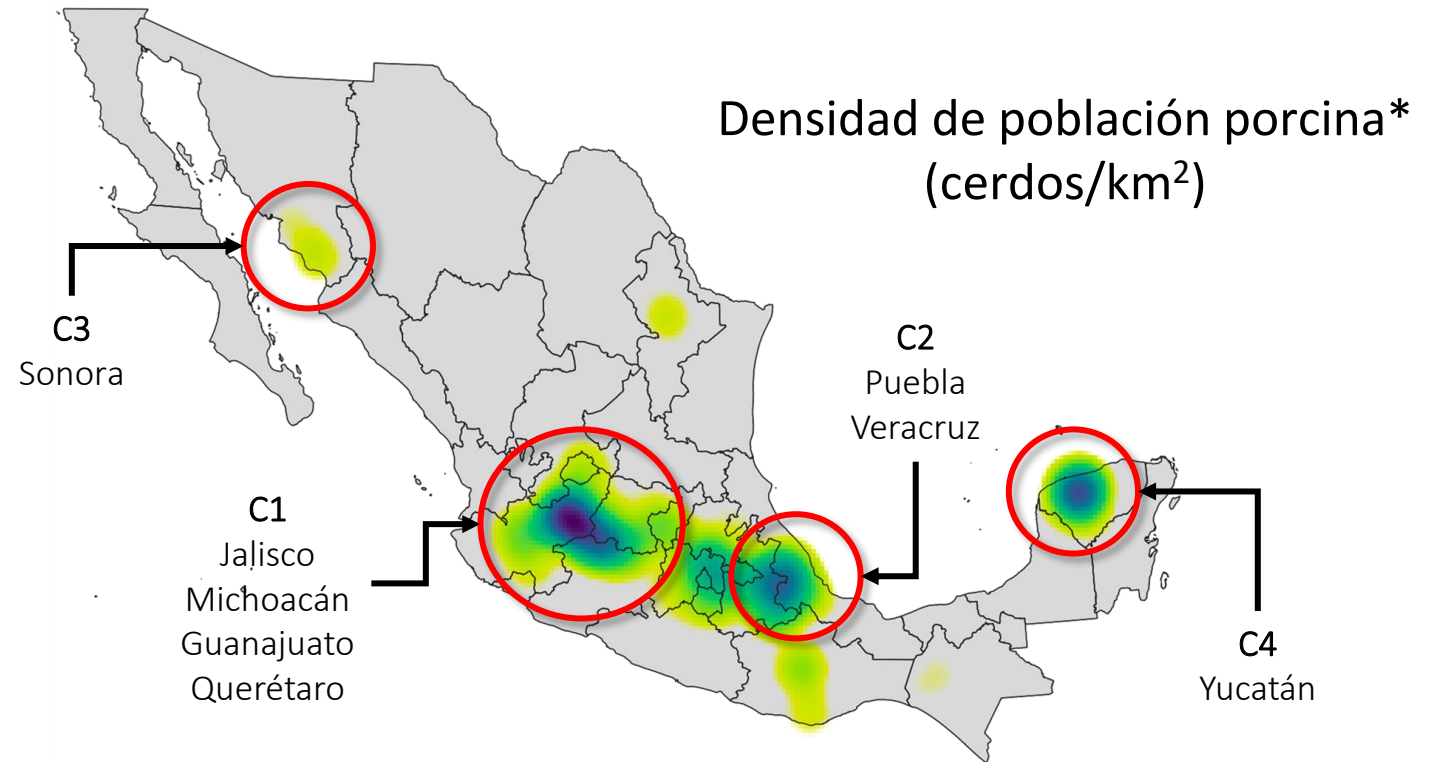 Densidad de población porcina*
(cerdos/km²)
C3
Sonora
C2
Puebla
Veracruz
C1
Jalisco
Michoacán
Guanajuato
Querétaro
C4
Yucatán